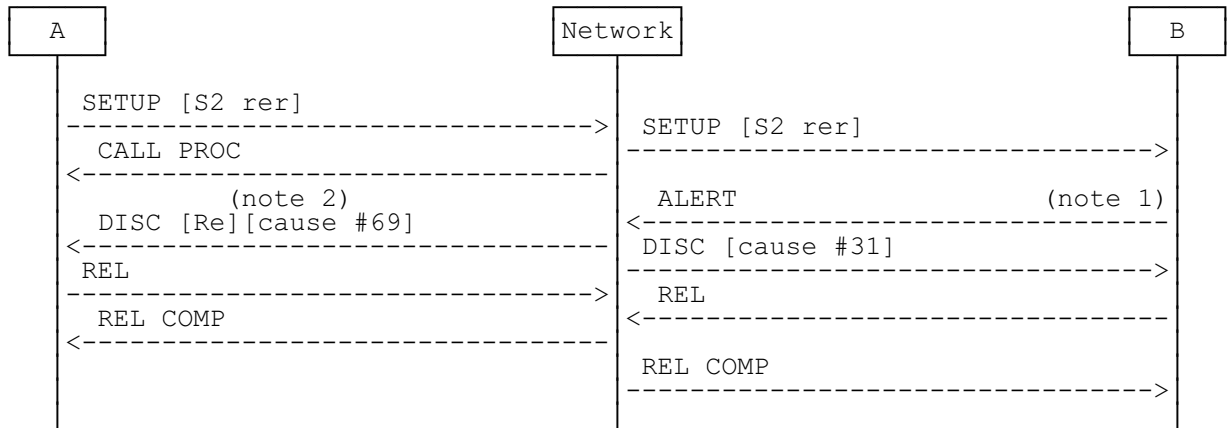 A Network B
SETUP [S2 rer]
SETUP [S2 rer]
CALL PROC
(note 2) ALERT (note 1)
DISC [Re][cause #69]
DISC [cause #31]
REL
REL
REL COMP
REL COMP